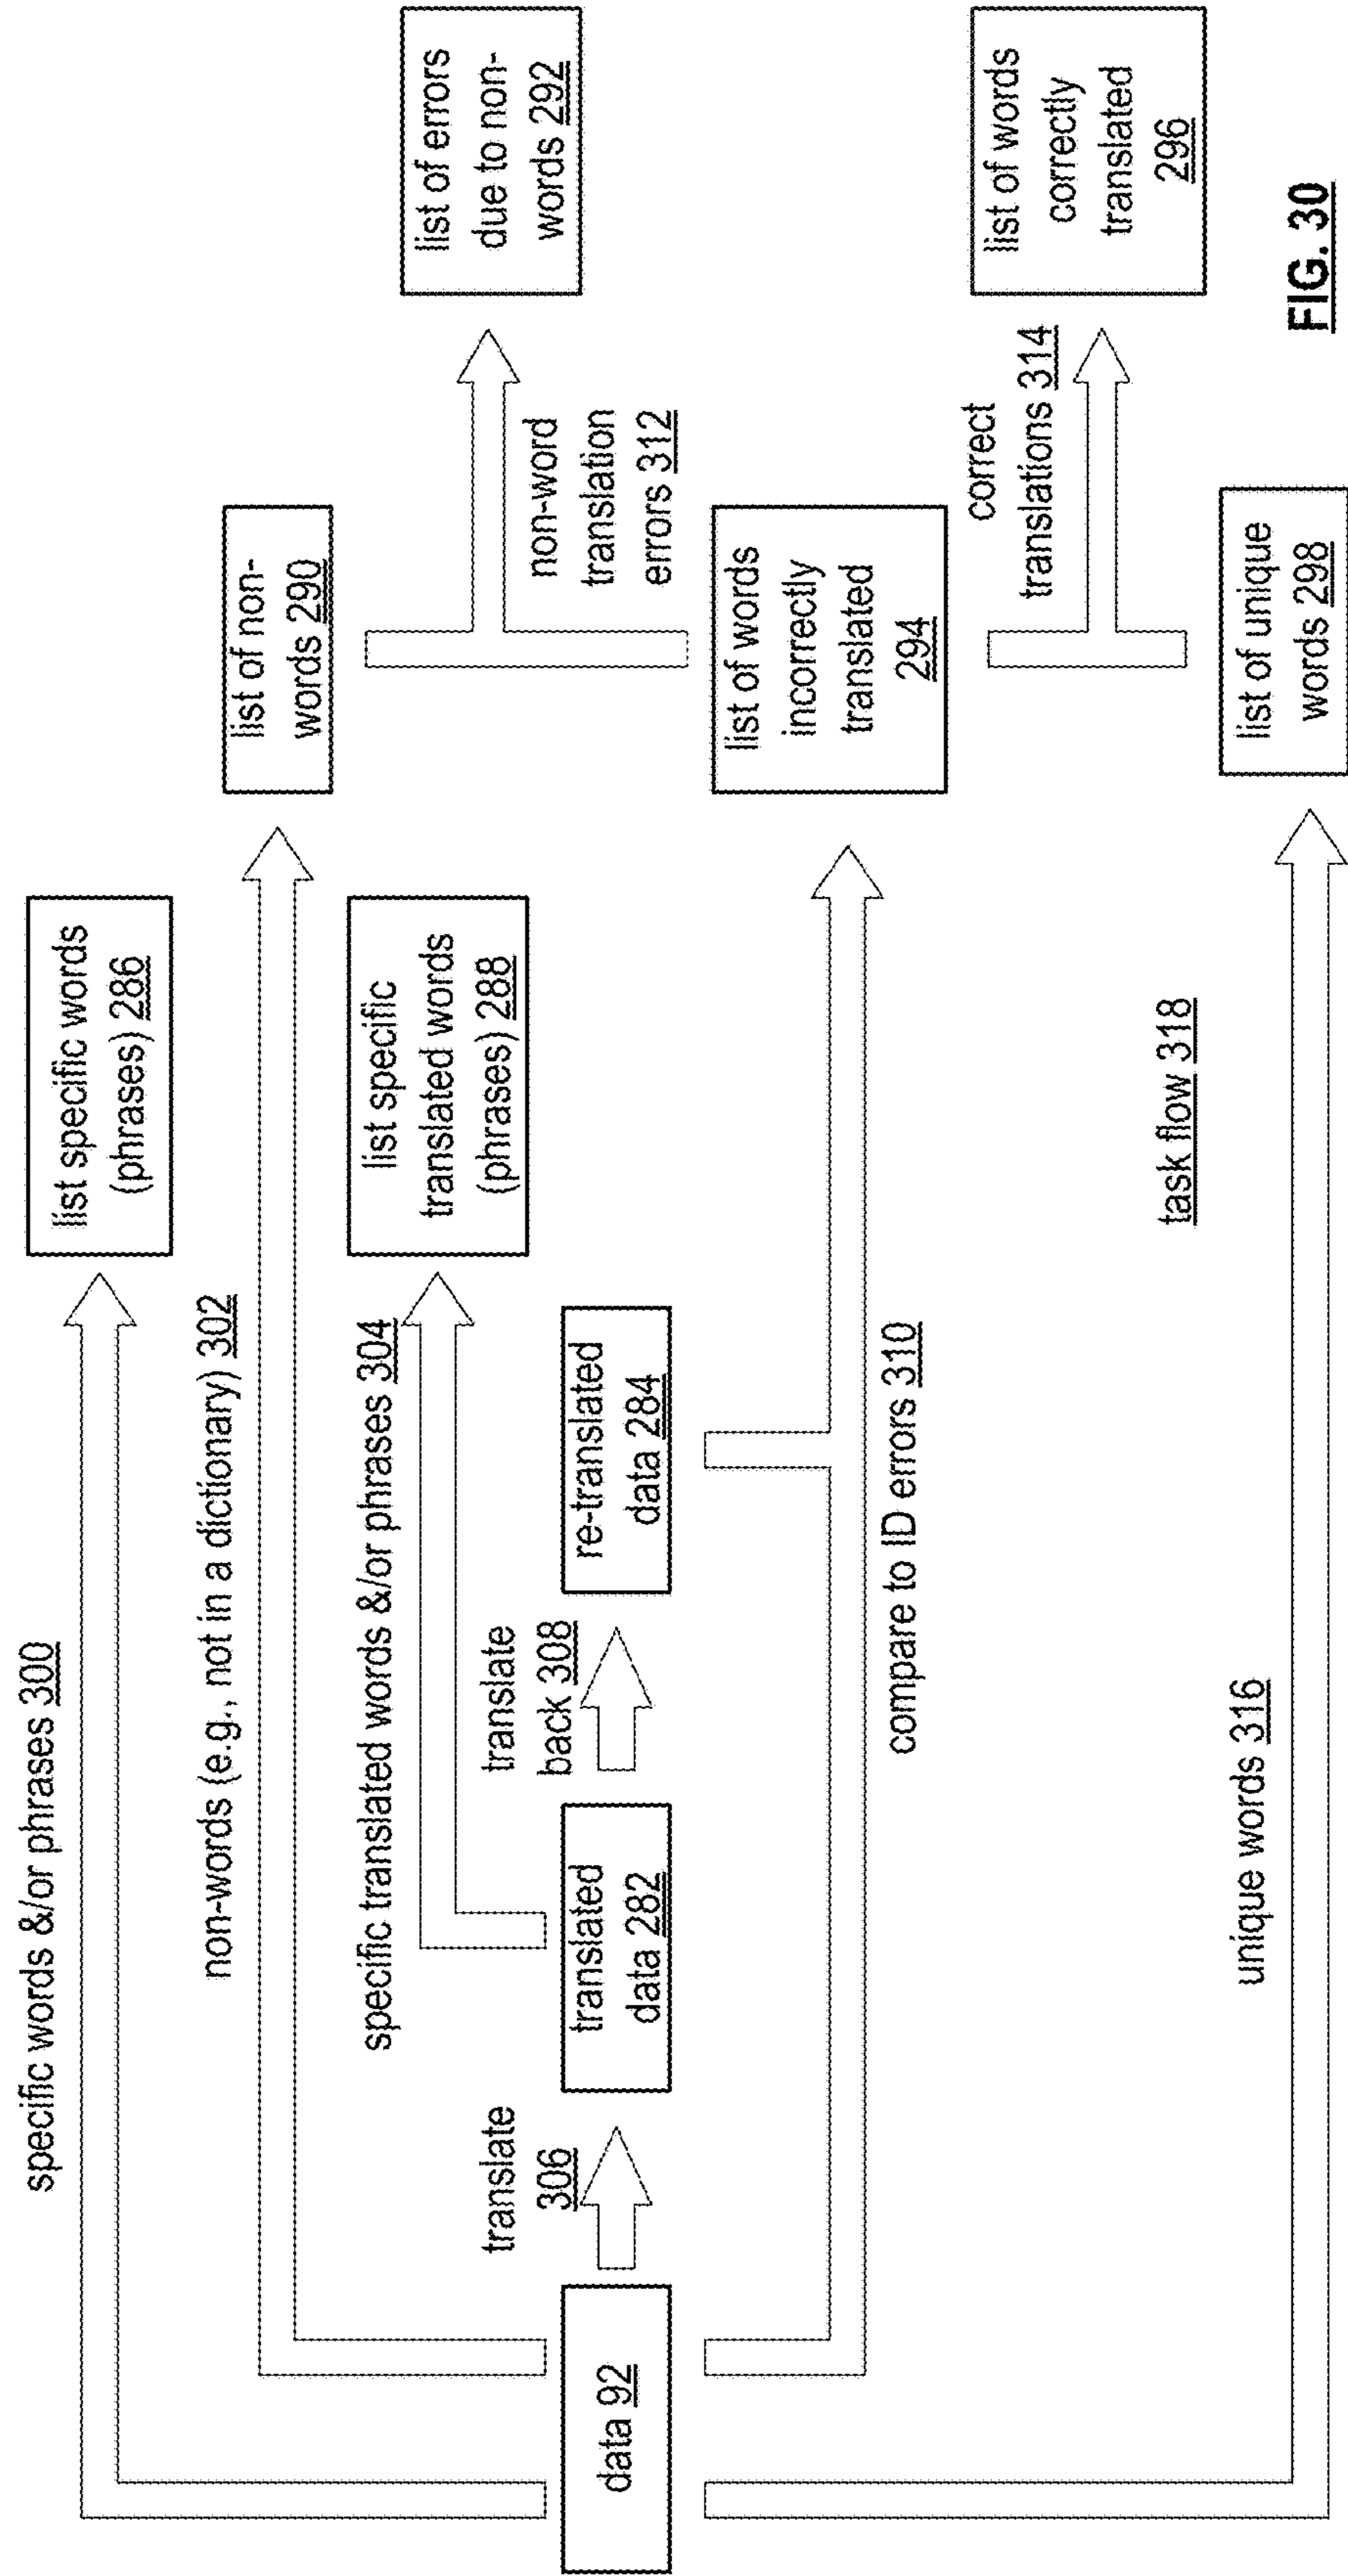 specific words &/or phrases 300
list specific words
(phrases) 286
non-words (e.g., not in a dictionary) 302
list of non-
words 290
specific translated words &/or phrases 304
list specific
translated words
(phrases) 288
list of errors
due to non-
words 292
non-word
translation
errors 312
data 92
translate
306
translated
data 282
translate
back 308
re-translated
data 284
compare to ID errors 310
list of words
incorrectly
translated
294
correct
translations 314
list of words
correctly
translated
296
task flow 318
unique words 316
list of unique
words 298
FIG. 30